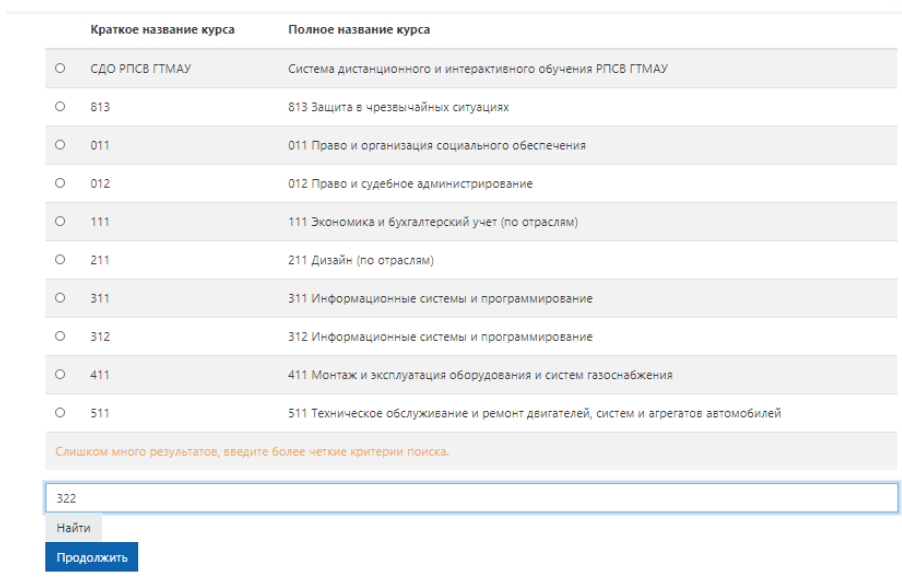 Краткое название курса Полное название курса
СДО РПСВ ГТМАУ Система дистанционного и интерактивного обучения РПСВ ГТМАУ
813 813 Защита в чрезвычайных ситуациях
011 011 Право и организация социального обеспечения
012 012 Право и судебное администрирование
111 111 Экономика и бухгалтерский учет (по отраслям)
211 211 Дизайн (по отраслям)
311 311 Информационные системы и программирование
312 312 Информационные системы и программирование
411 411 Монтаж и эксплуатация оборудования и систем газоснабжения
511 511 Техническое обслуживание и ремонт двигателей, систем и агрегатов автомобилей
Слишком много результатов, введите более четкие критерии поиска.
322
Найти
Продолжить